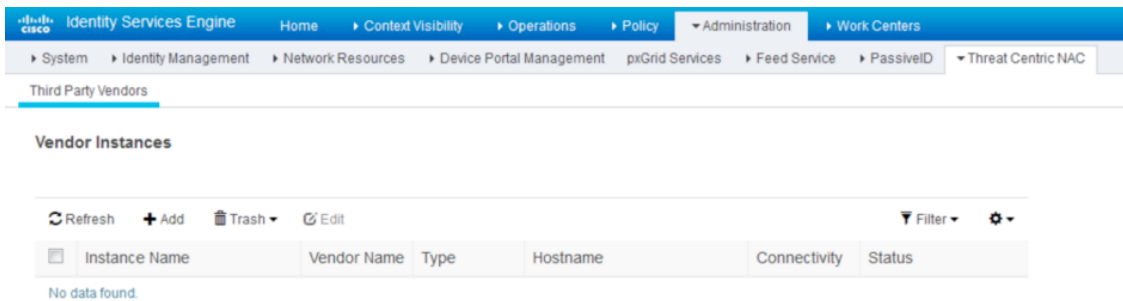 cisco Identity Services Engine Home Context Visibility Operations Policy Administration Work Centers
System Identity Management Network Resources Device Portal Management pxGrid Services Feed Service PassiveID Threat Centric NAC
Third Party Vendors
Vendor Instances
Refresh Add Trash Edit Filter
Instance Name Vendor Name Type Hostname Connectivity Status
No data found.